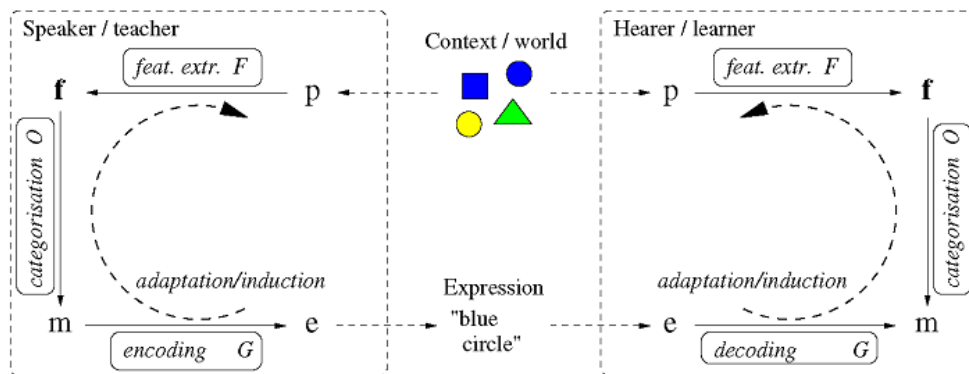 Speaker / teacher
feat. extr. F
f
p
categorisation O
adaptation/induction
m
e
encoding G
Context / world
Expression
"blue
circle"
Hearer / learner
feat. extr. F
p
f
categorisation O
adaptation/induction
e
m
decoding G